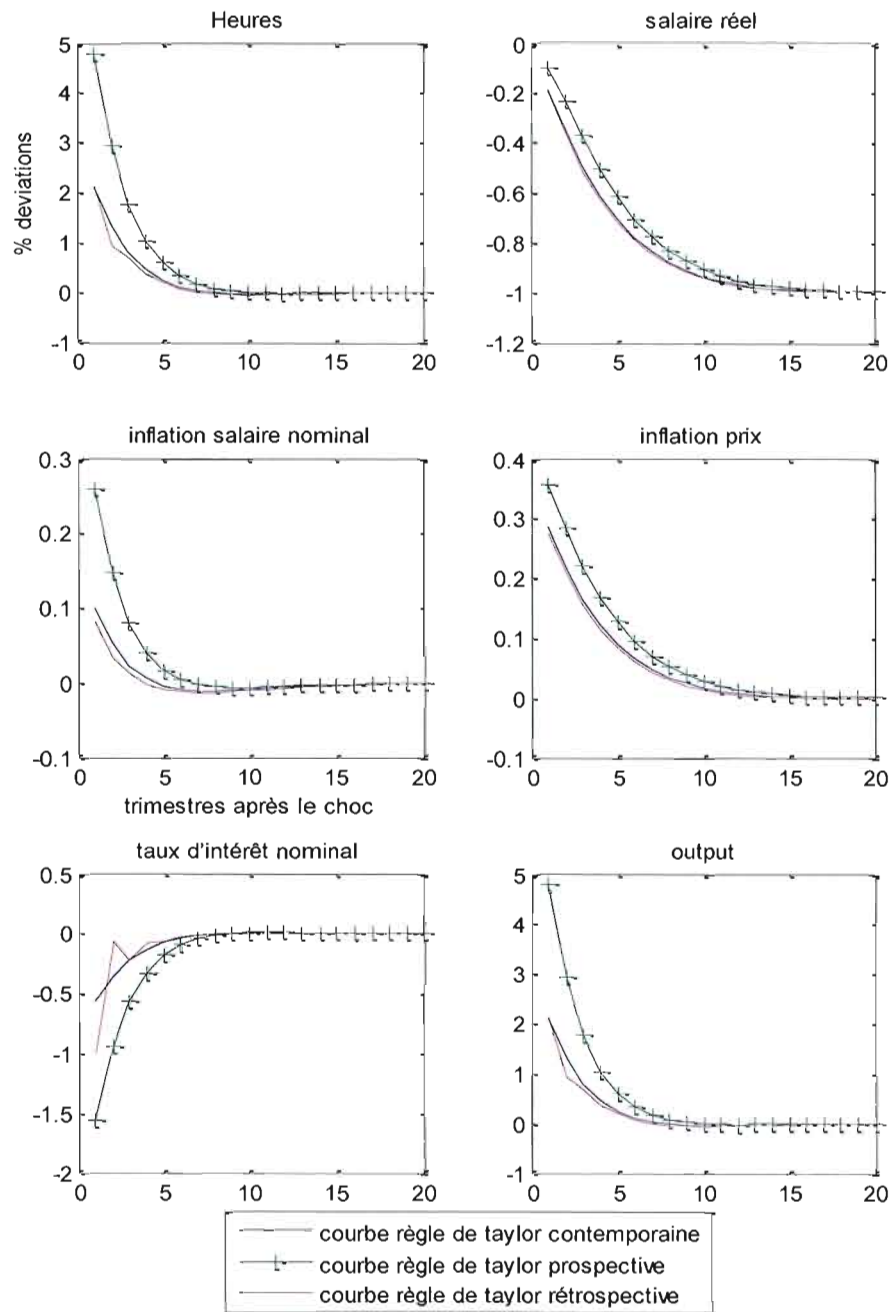 Heures
5
4
3
2
1
0
-1
% deviations
0 5 10 15 20
salaire réel
0
-0.2
-0.4
-0.6
-0.8
-1
-1.2
0 5 10 15 20
inflation salaire nominal
0.3
0.2
0.1
0
-0.1
0 5 10 15 20
trimestres après le choc
inflation prix
0.4
0.3
0.2
0.1
0
-0.1
0 5 10 15 20
taux d'intérêt nominal
0.5
0
-0.5
-1
-1.5
-2
0 5 10 15 20
output
5
4
3
2
1
0
-1
0 5 10 15 20
courbe règle de taylor contemporaine
courbe règle de taylor prospective
courbe règle de taylor rétrospective